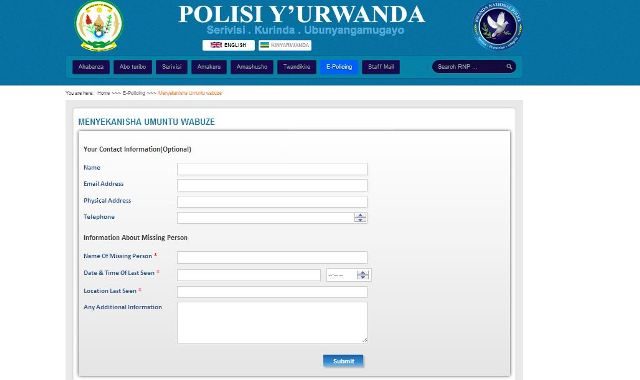 POLISI Y'URWANDA
Serivisi . Kurinda . Ubunyangamugayo
ENGLISH KINYARWANDA
Ahabanza Abo turibo Serivisi Amakuru Amashusho Twandikire E-Policing Staff Mail Search RNP ...
You are here: Home >>> E-Policing >>> Menyekanisha Umuntu wabuze
MENYEKANISHA UMUNTU WABUZE
Your Contact Information(Optional)
Name
Email Address
Physical Address
Telephone
Information About Missing Person
Name Of Missing Person *
Date & Time Of Last Seen * --:--
Location Last Seen *
Any Additional Information
Submit